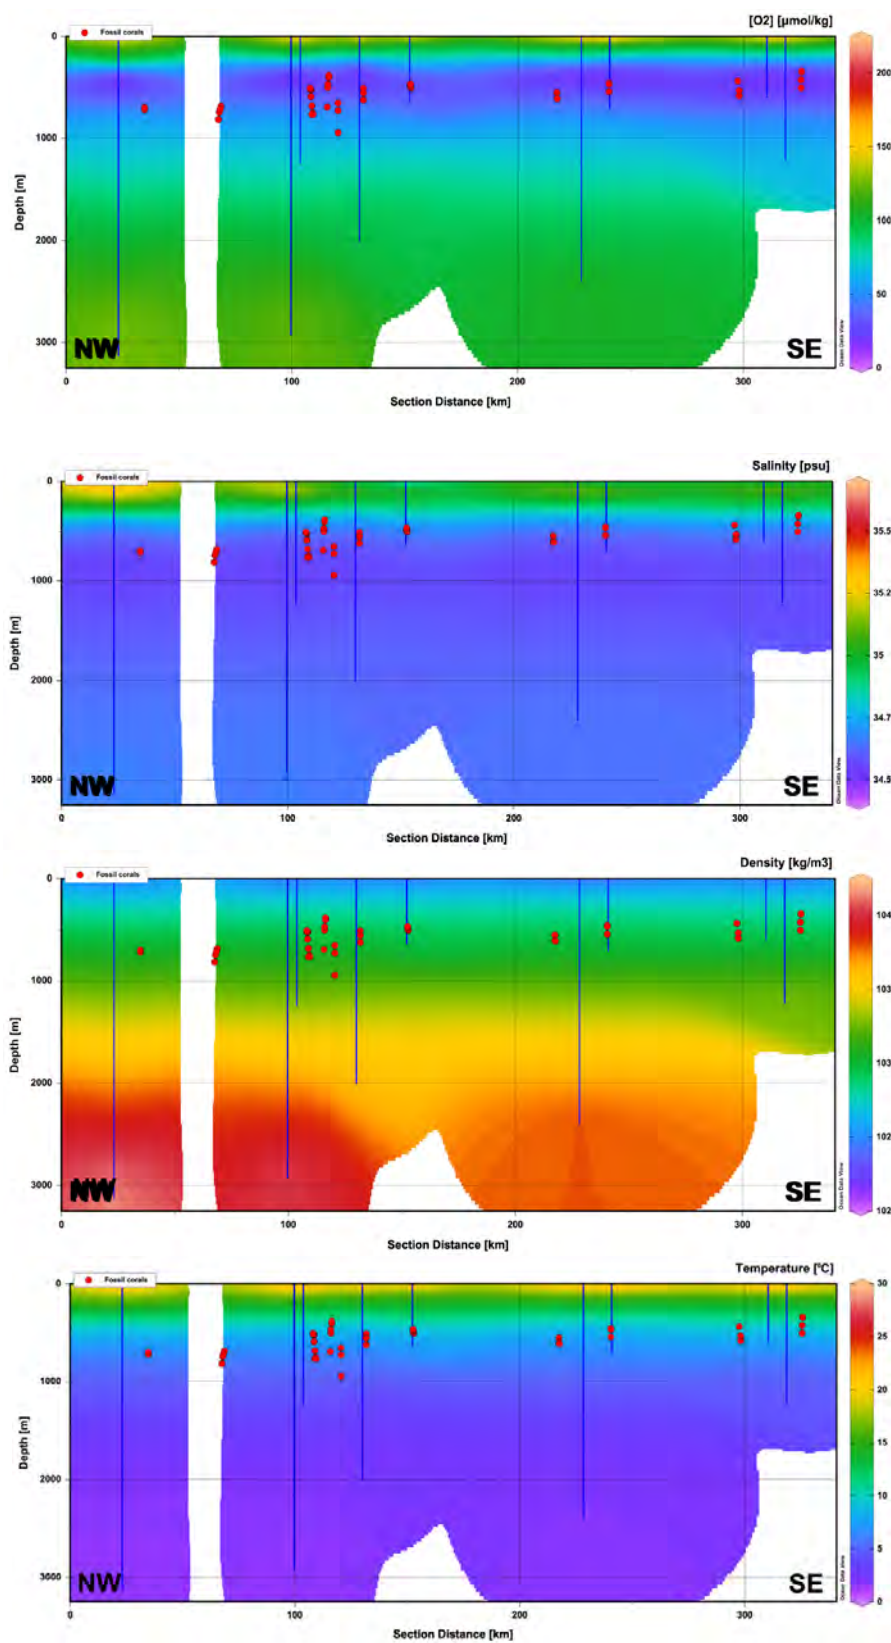 [O2] [µmol/kg]
Fossil corals
0
1000
2000
3000
Depth [m]
NW
SE
0
100
200
300
Section Distance [km]
200
150
100
50
0
Ocean Data View
Salinity [psu]
Fossil corals
0
1000
2000
3000
Depth [m]
NW
SE
0
100
200
300
Section Distance [km]
35.5
35.2
35
34.7
34.5
Ocean Data View
Density [kg/m3]
Fossil corals
0
1000
2000
3000
Depth [m]
NW
SE
0
100
200
300
Section Distance [km]
104
103
103
102
102
Ocean Data View
Temperature [°C]
Fossil corals
0
1000
2000
3000
Depth [m]
NW
SE
0
100
200
300
Section Distance [km]
30
25
20
15
10
5
0
Ocean Data View